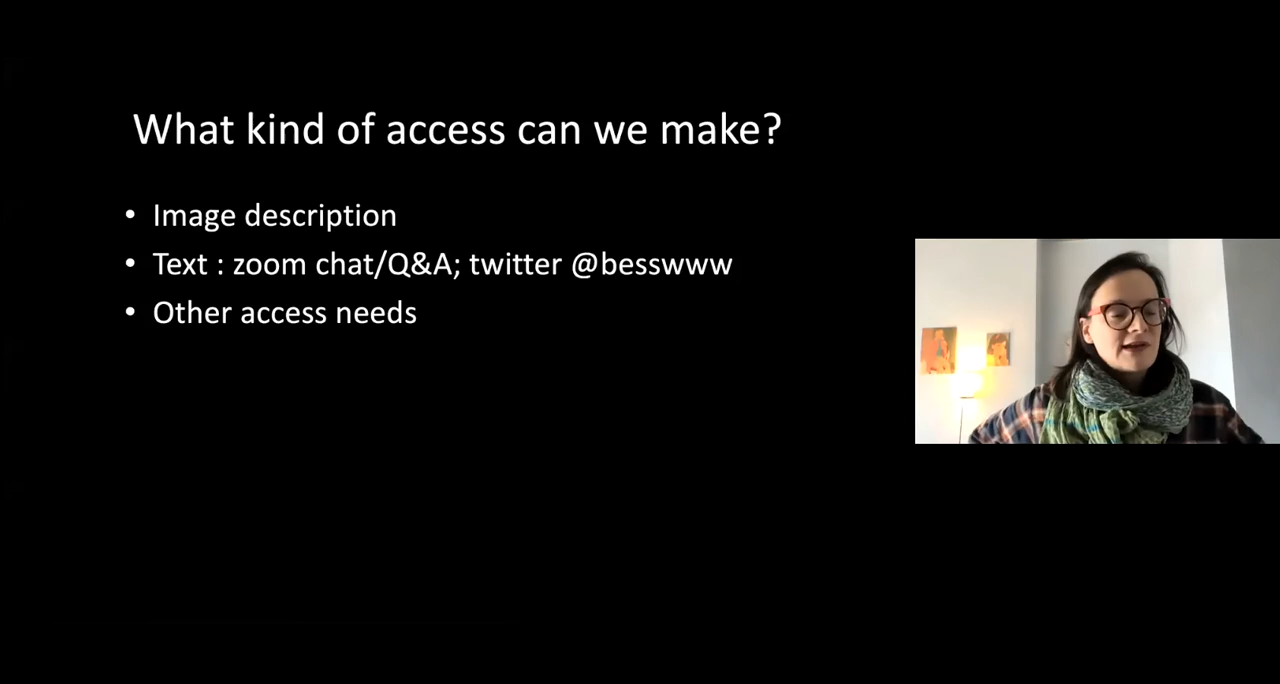 What kind of access can we make?
• Image description
• Text : zoom chat/Q&A; twitter @besswww
• Other access needs